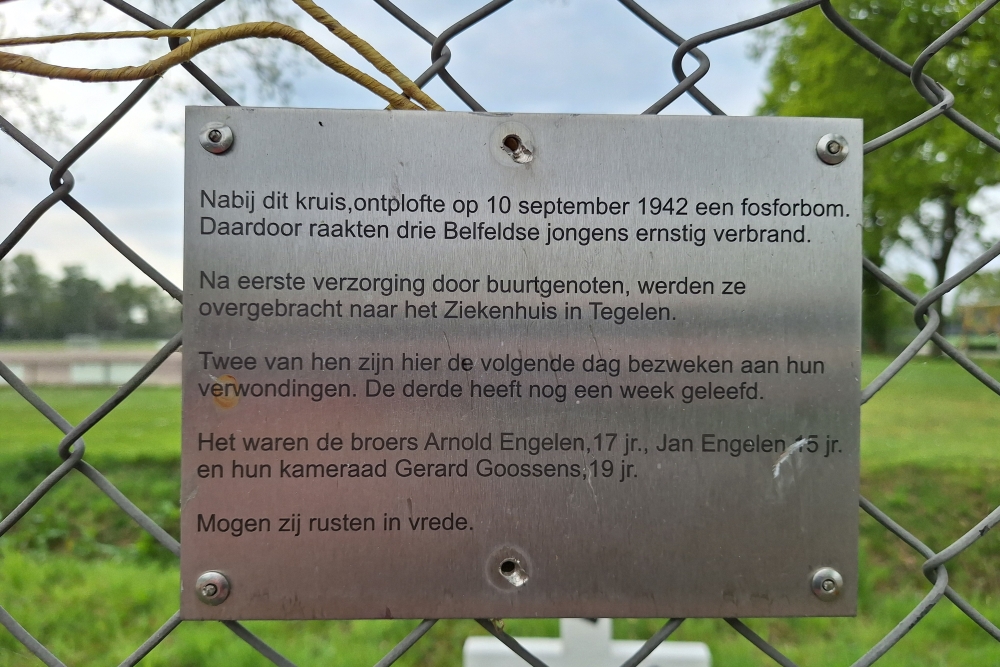 Nabij dit kruis,ontplofte op 10 september 1942 een fosforbom.
Daardoor raakten drie Belfeldse jongens ernstig verbrand.
Na eerste verzorging door buurtgenoten, werden ze
overgebracht naar het Ziekenhuis in Tegelen.
Twee van hen zijn hier de volgende dag bezweken aan hun
verwondingen. De derde heeft nog een week geleefd.
Het waren de broers Arnold Engelen,17 jr., Jan Engelen,15 jr.
en hun kameraad Gerard Goossens,19 jr.
Mogen zij rusten in vrede.